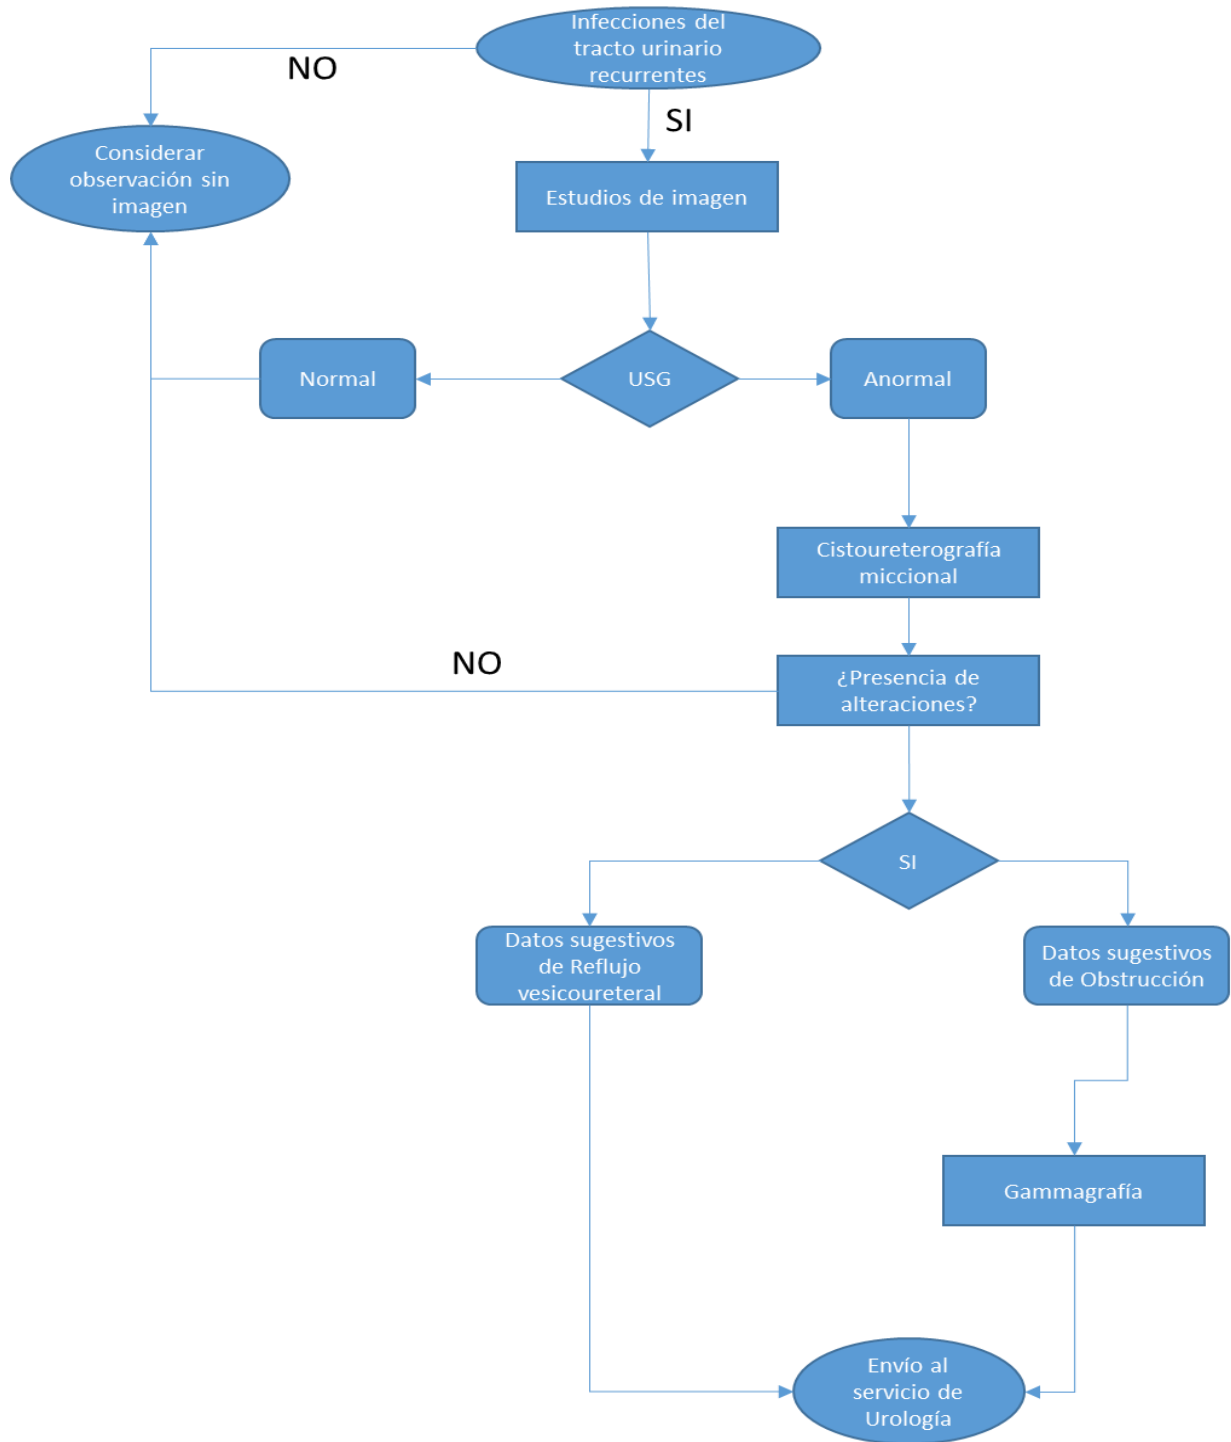 Infecciones del
tracto urinario
recurrentes
NO
SI
Considerar
observación sin
imagen
Estudios de imagen
Normal
USG
Anormal
Cistoureterografía
miccional
NO
¿Presencia de
alteraciones?
SI
Datos sugestivos
de Reflujo
vesicoureteral
Datos sugestivos
de Obstrucción
Gammagrafía
Envío al
servicio de
Urología